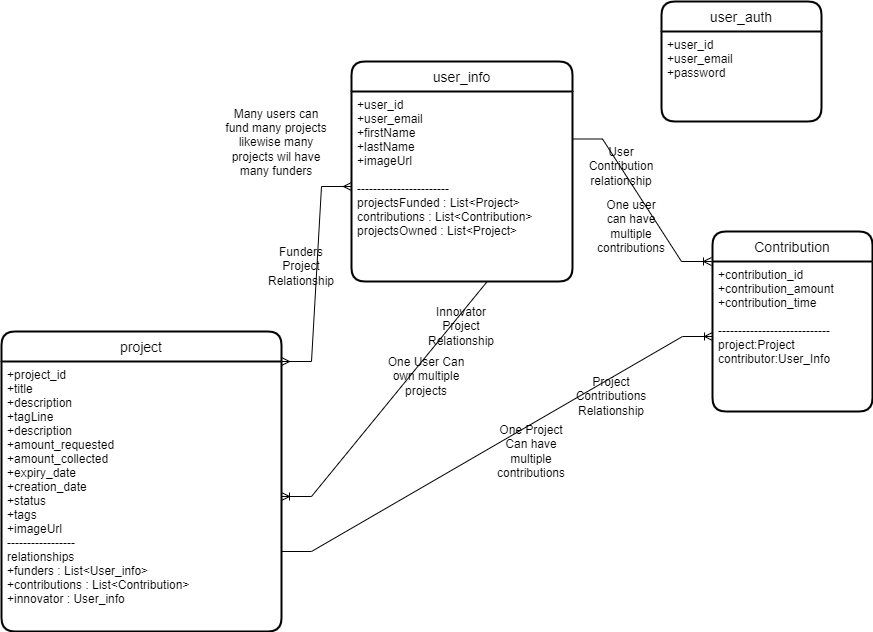 user_auth
+user_id
+user_email
+password
user_info
+user_id
+user_email
+firstName
+lastName
+imageUrl
-----------------------
projectsFunded : List<Project>
contributions : List<Contribution>
projectsOwned : List<Project>
Many users can
fund many projects
likewise many
projects wil have
many funders
User
Contribution
relationship
One user
can have
multiple
contributions
Funders
Project
Relationship
Contribution
+contribution_id
+contribution_amount
+contribution_time
----------------------------
project:Project
contributor:User_Info
Innovator
Project
Relationship
One User Can
own multiple
projects
Project
Contributions
Relationship
One Project
Can have
multiple
contributions
project
+project_id
+title
+description
+tagLine
+description
+amount_requested
+amount_collected
+expiry_date
+creation_date
+status
+tags
+imageUrl
-----------------
relationships
+funders : List<User_info>
+contributions : List<Contribution>
+innovator : User_info